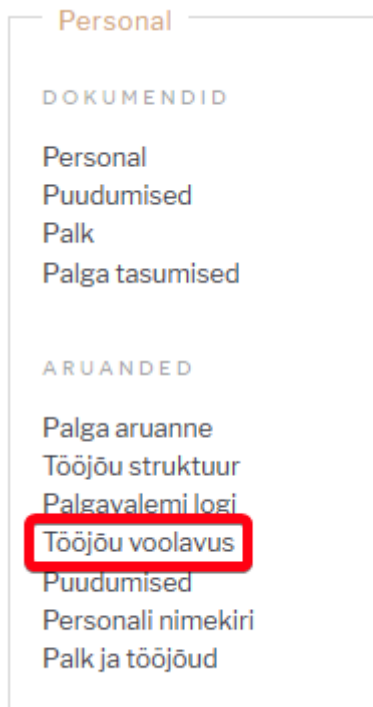 Personal
DOKUMENDID
Personal
Puudumised
Palk
Palga tasumised
ARUANDED
Palga aruanne
Tööjõu struktuur
Palgavalemi logi
Tööjõu voolavus
Puudumised
Personali nimekiri
Palk ja tööjõud